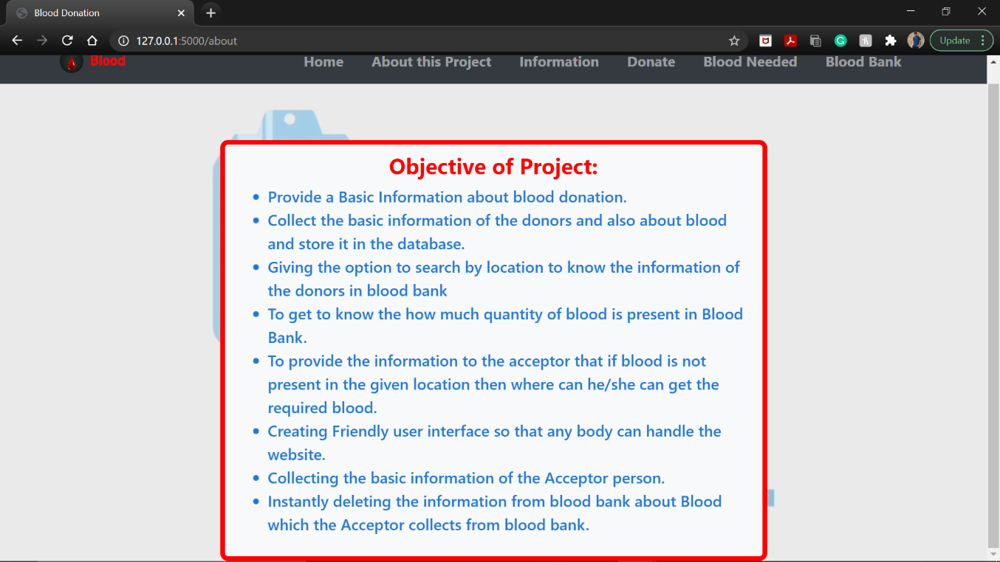 Blood Donation
127.0.0.1:5000/about
Update
Blood
Home
About this Project
Information
Donate
Blood Needed
Blood Bank
Objective of Project:
• Provide a Basic Information about blood donation.
• Collect the basic information of the donors and also about blood
and store it in the database.
• Giving the option to search by location to know the information of
the donors in blood bank
• To get to know the how much quantity of blood is present in Blood
Bank.
• To provide the information to the acceptor that if blood is not
present in the given location then where can he/she can get the
required blood.
• Creating Friendly user interface so that any body can handle the
website.
• Collecting the basic information of the Acceptor person.
• Instantly deleting the information from blood bank about Blood
which the Acceptor collects from blood bank.